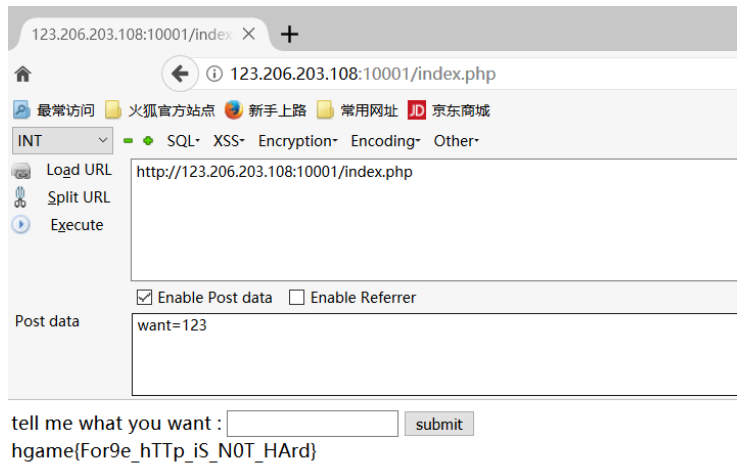 123.206.203.108:10001/index
123.206.203.108:10001/index.php
最常访问 火狐官方站点 新手上路 常用网址 JD 京东商城
INT SQL- XSS- Encryption- Encoding- Other-
Load URL http://123.206.203.108:10001/index.php
Split URL
Execute
Enable Post data Enable Referrer
Post data want=123
tell me what you want : submit
hgame{For9e_hTTp_iS_N0T_HArd}